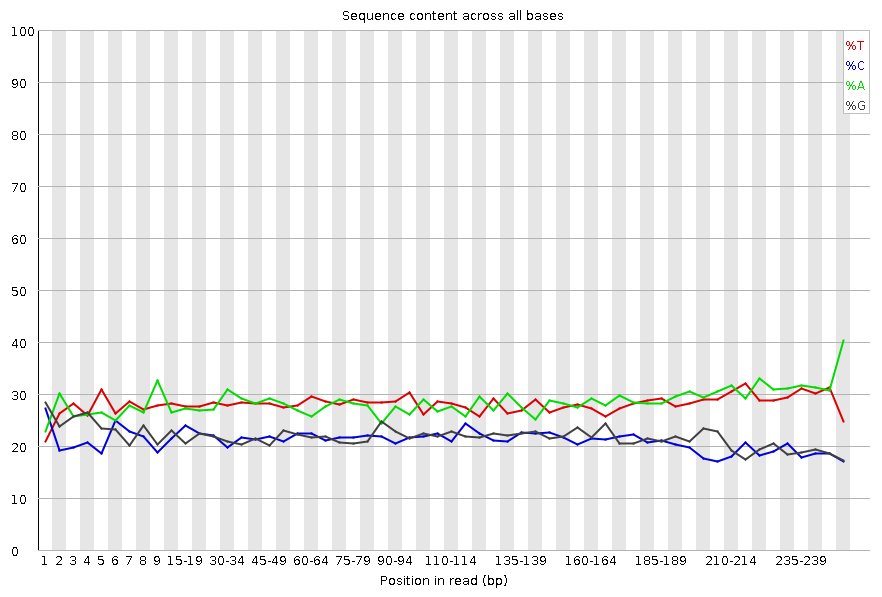 Sequence content across all bases
100
90
80
70
60
50
40
30
20
10
0
%T
%C
%A
%G
1 2 3 4 5 6 7 8 9 15-19 30-34 45-49 60-64 75-79 90-94 110-114 135-139 160-164 185-189 210-214 235-239
Position in read (bp)